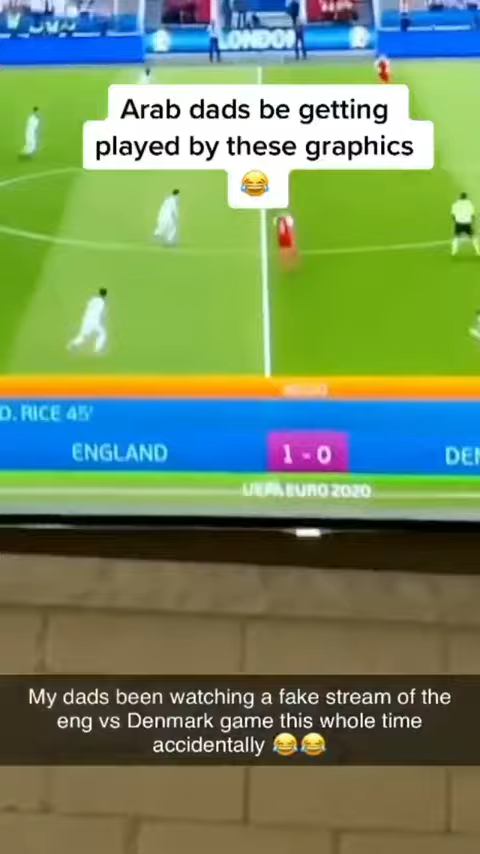 LONDON
Arab dads be getting
played by these graphics
😂
D. RICE 45'
ENGLAND 1 - 0 DEN
UEFA EURO 2020
My dads been watching a fake stream of the
eng vs Denmark game this whole time
accidentally 😂😂